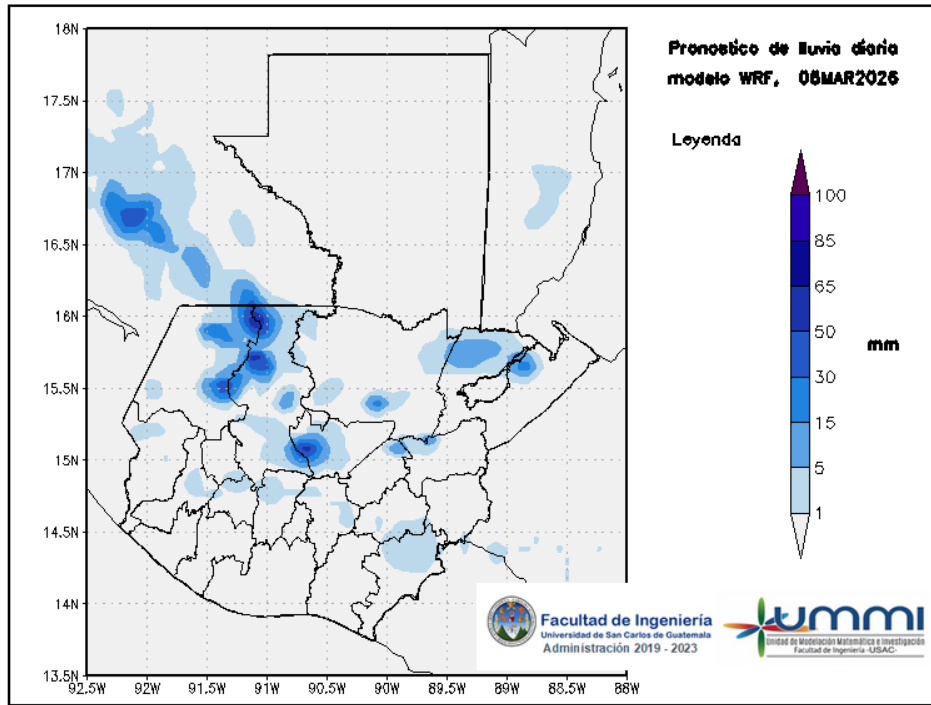 18N
Pronostico de lluvia diaria
modelo WRF,
17.5N
Leyenda
17N
16.5N
16N
15.5N
15N
14.5N
14N
13.5N
100
85
65
50
30
15
5
1
mm
92.5W 92W 91.5W 91W 90.5W 90W 89.5W 89W 88.5W 88W
Facultad de Ingeniería
Universidad de San Carlos de Guatemala
Administración 2019 - 2023
UMMI
Unidad de Modelación Matemática e Investigación
Facultad de Ingeniería -USAC-